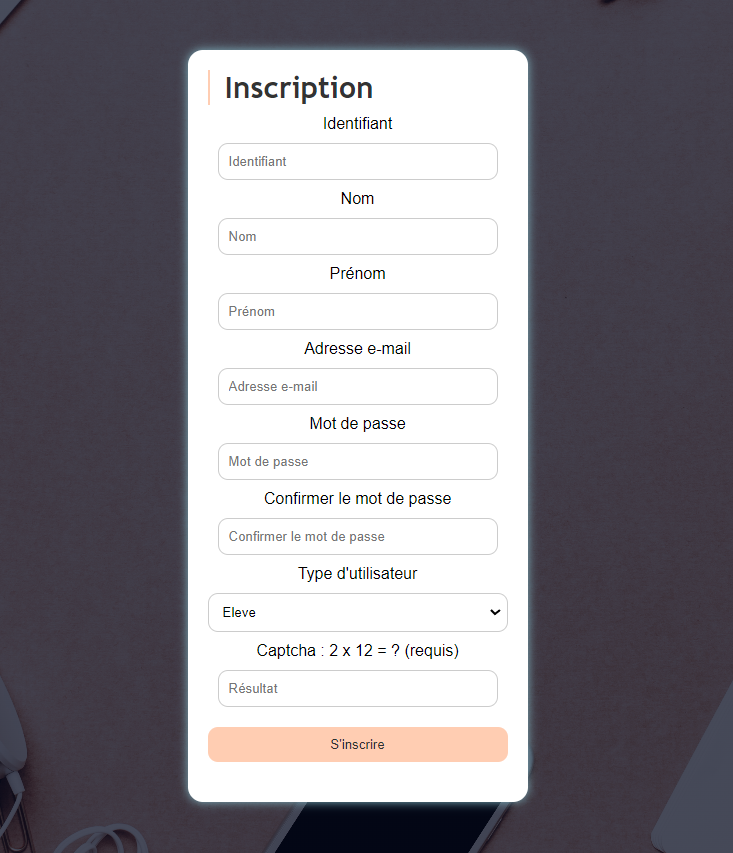 Inscription
Identifiant
Identifiant
Nom
Nom
Prénom
Prénom
Adresse e-mail
Adresse e-mail
Mot de passe
Mot de passe
Confirmer le mot de passe
Confirmer le mot de passe
Type d'utilisateur
Eleve
Captcha : 2 x 12 = ? (requis)
Résultat
S'inscrire